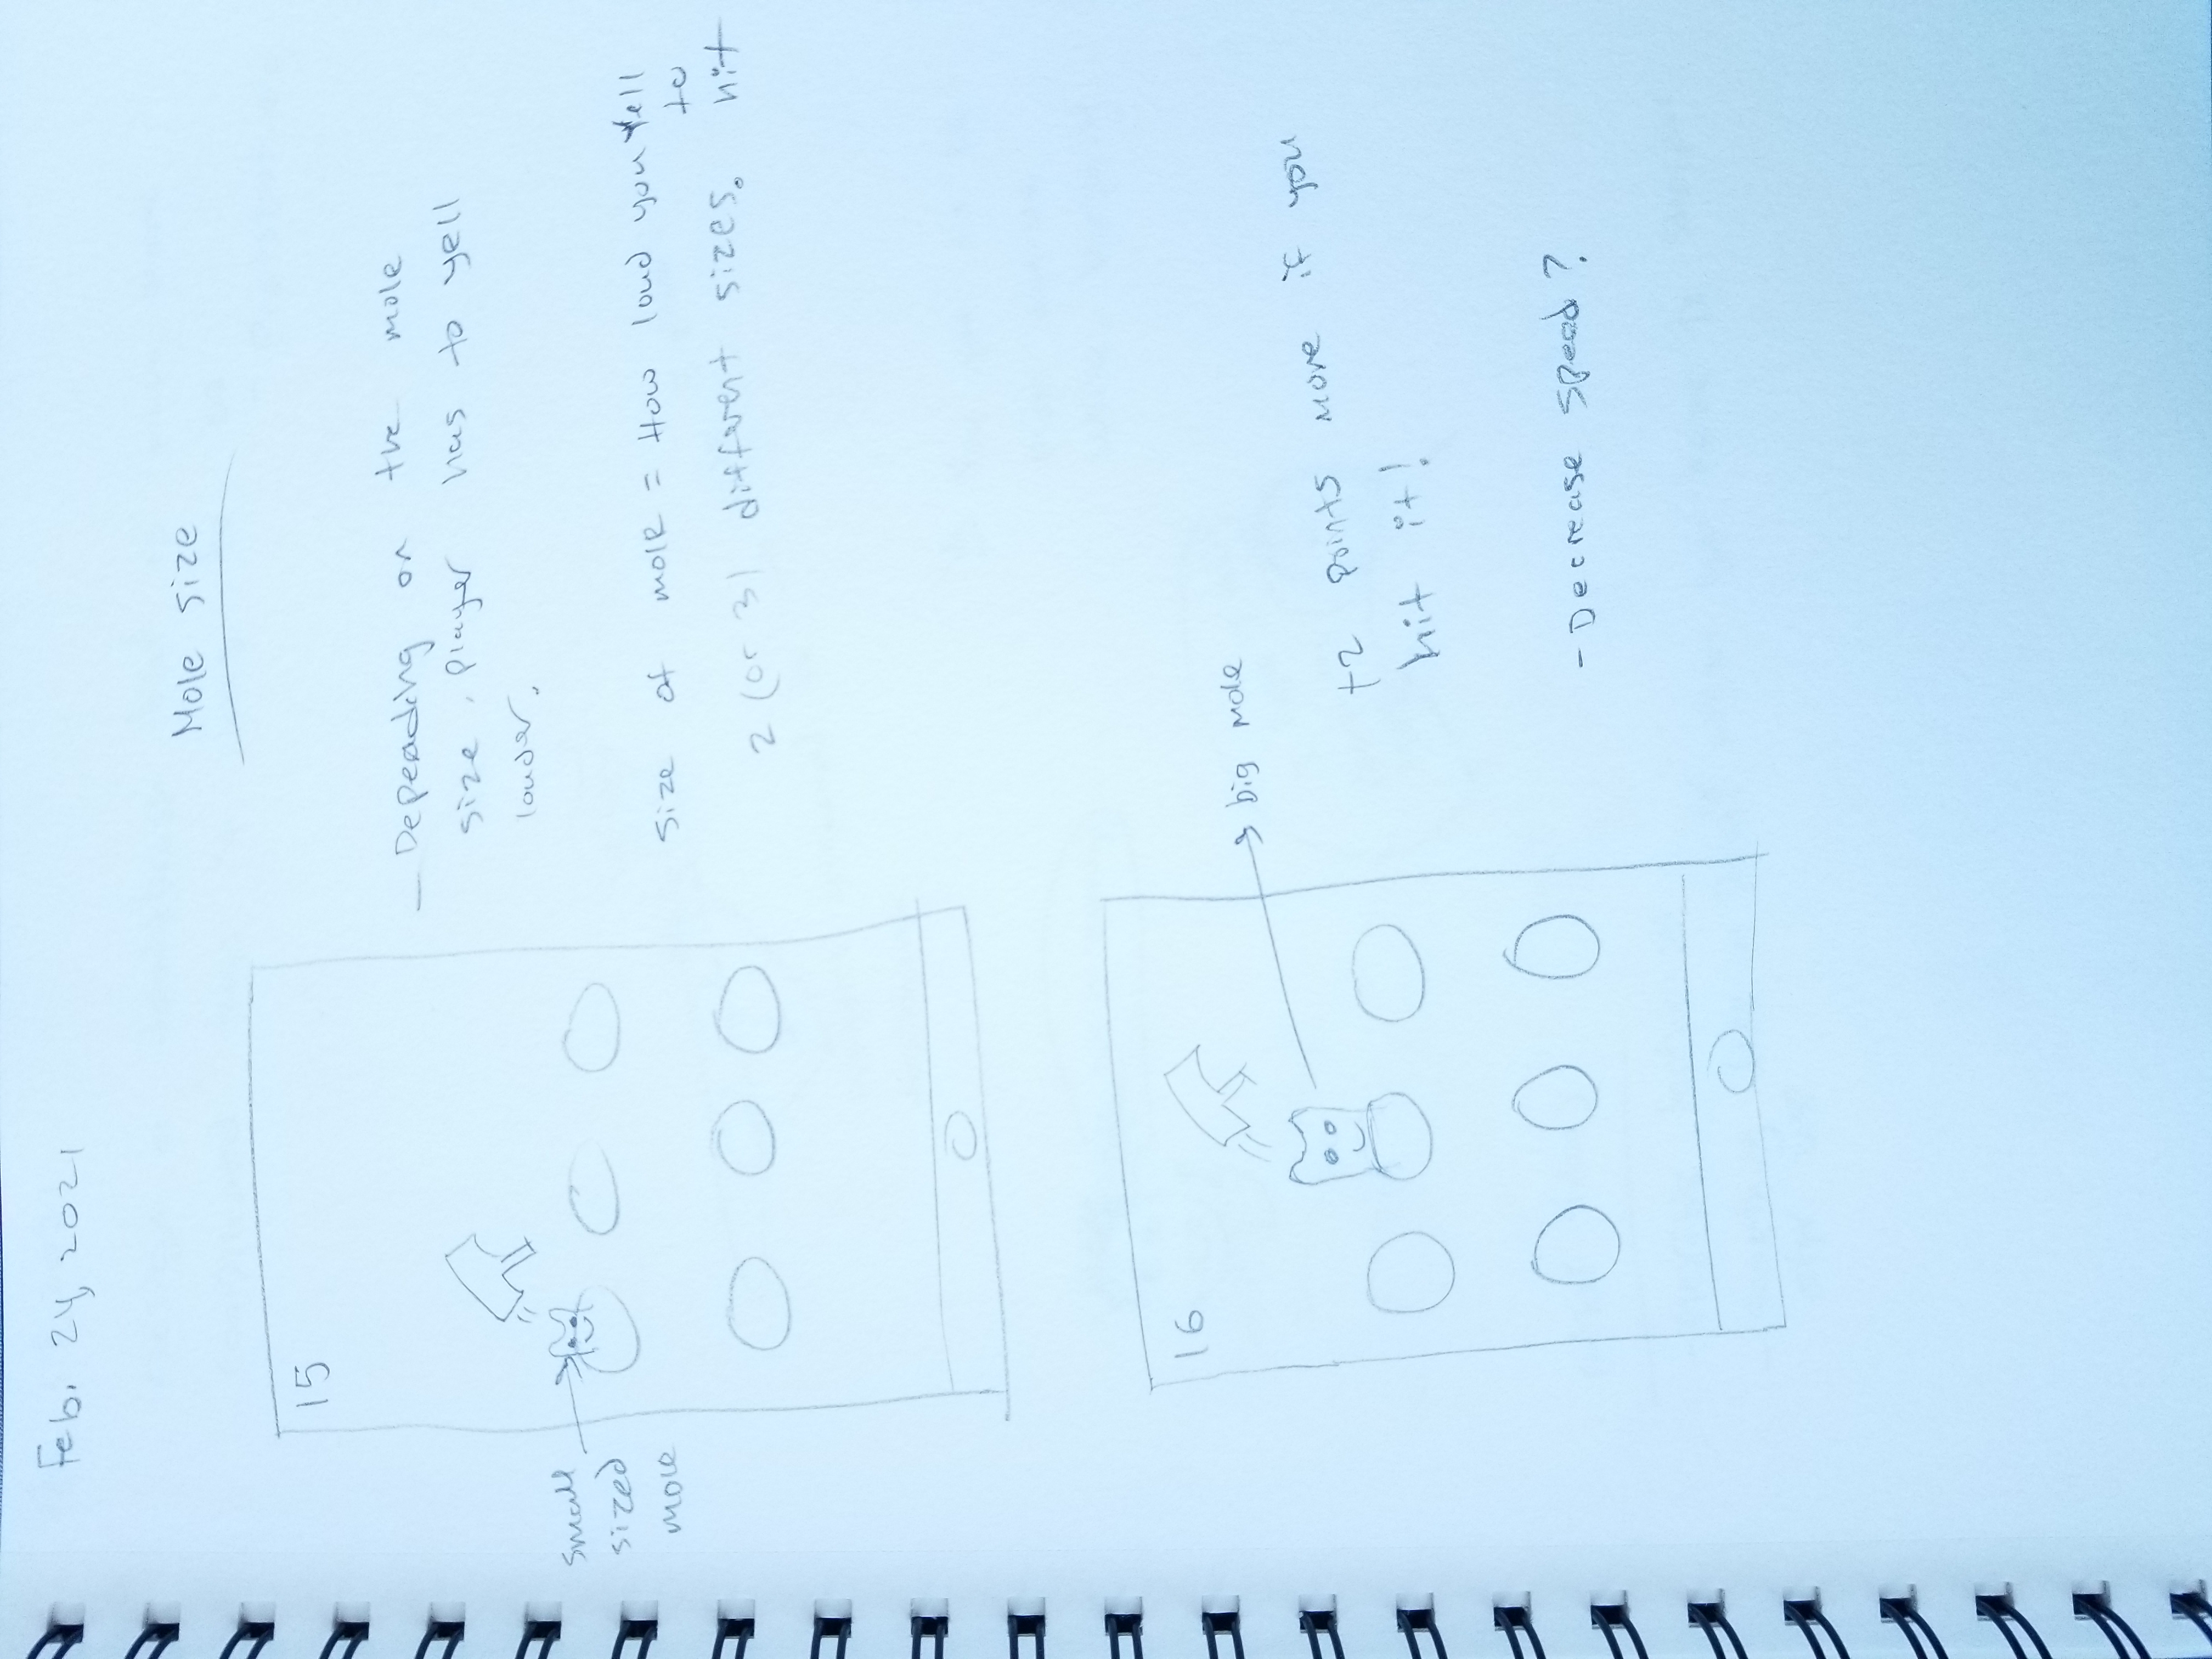 Feb. 24, 2021
Mole size
15
small
sized
mole
- Depending on the mole
size, player has to yell
louder.
size of mole = How loud you Yell
to
hit
2 (or 3) different sizes.
16
big mole
+2 points more if you
hit it!
- Decrease speed?